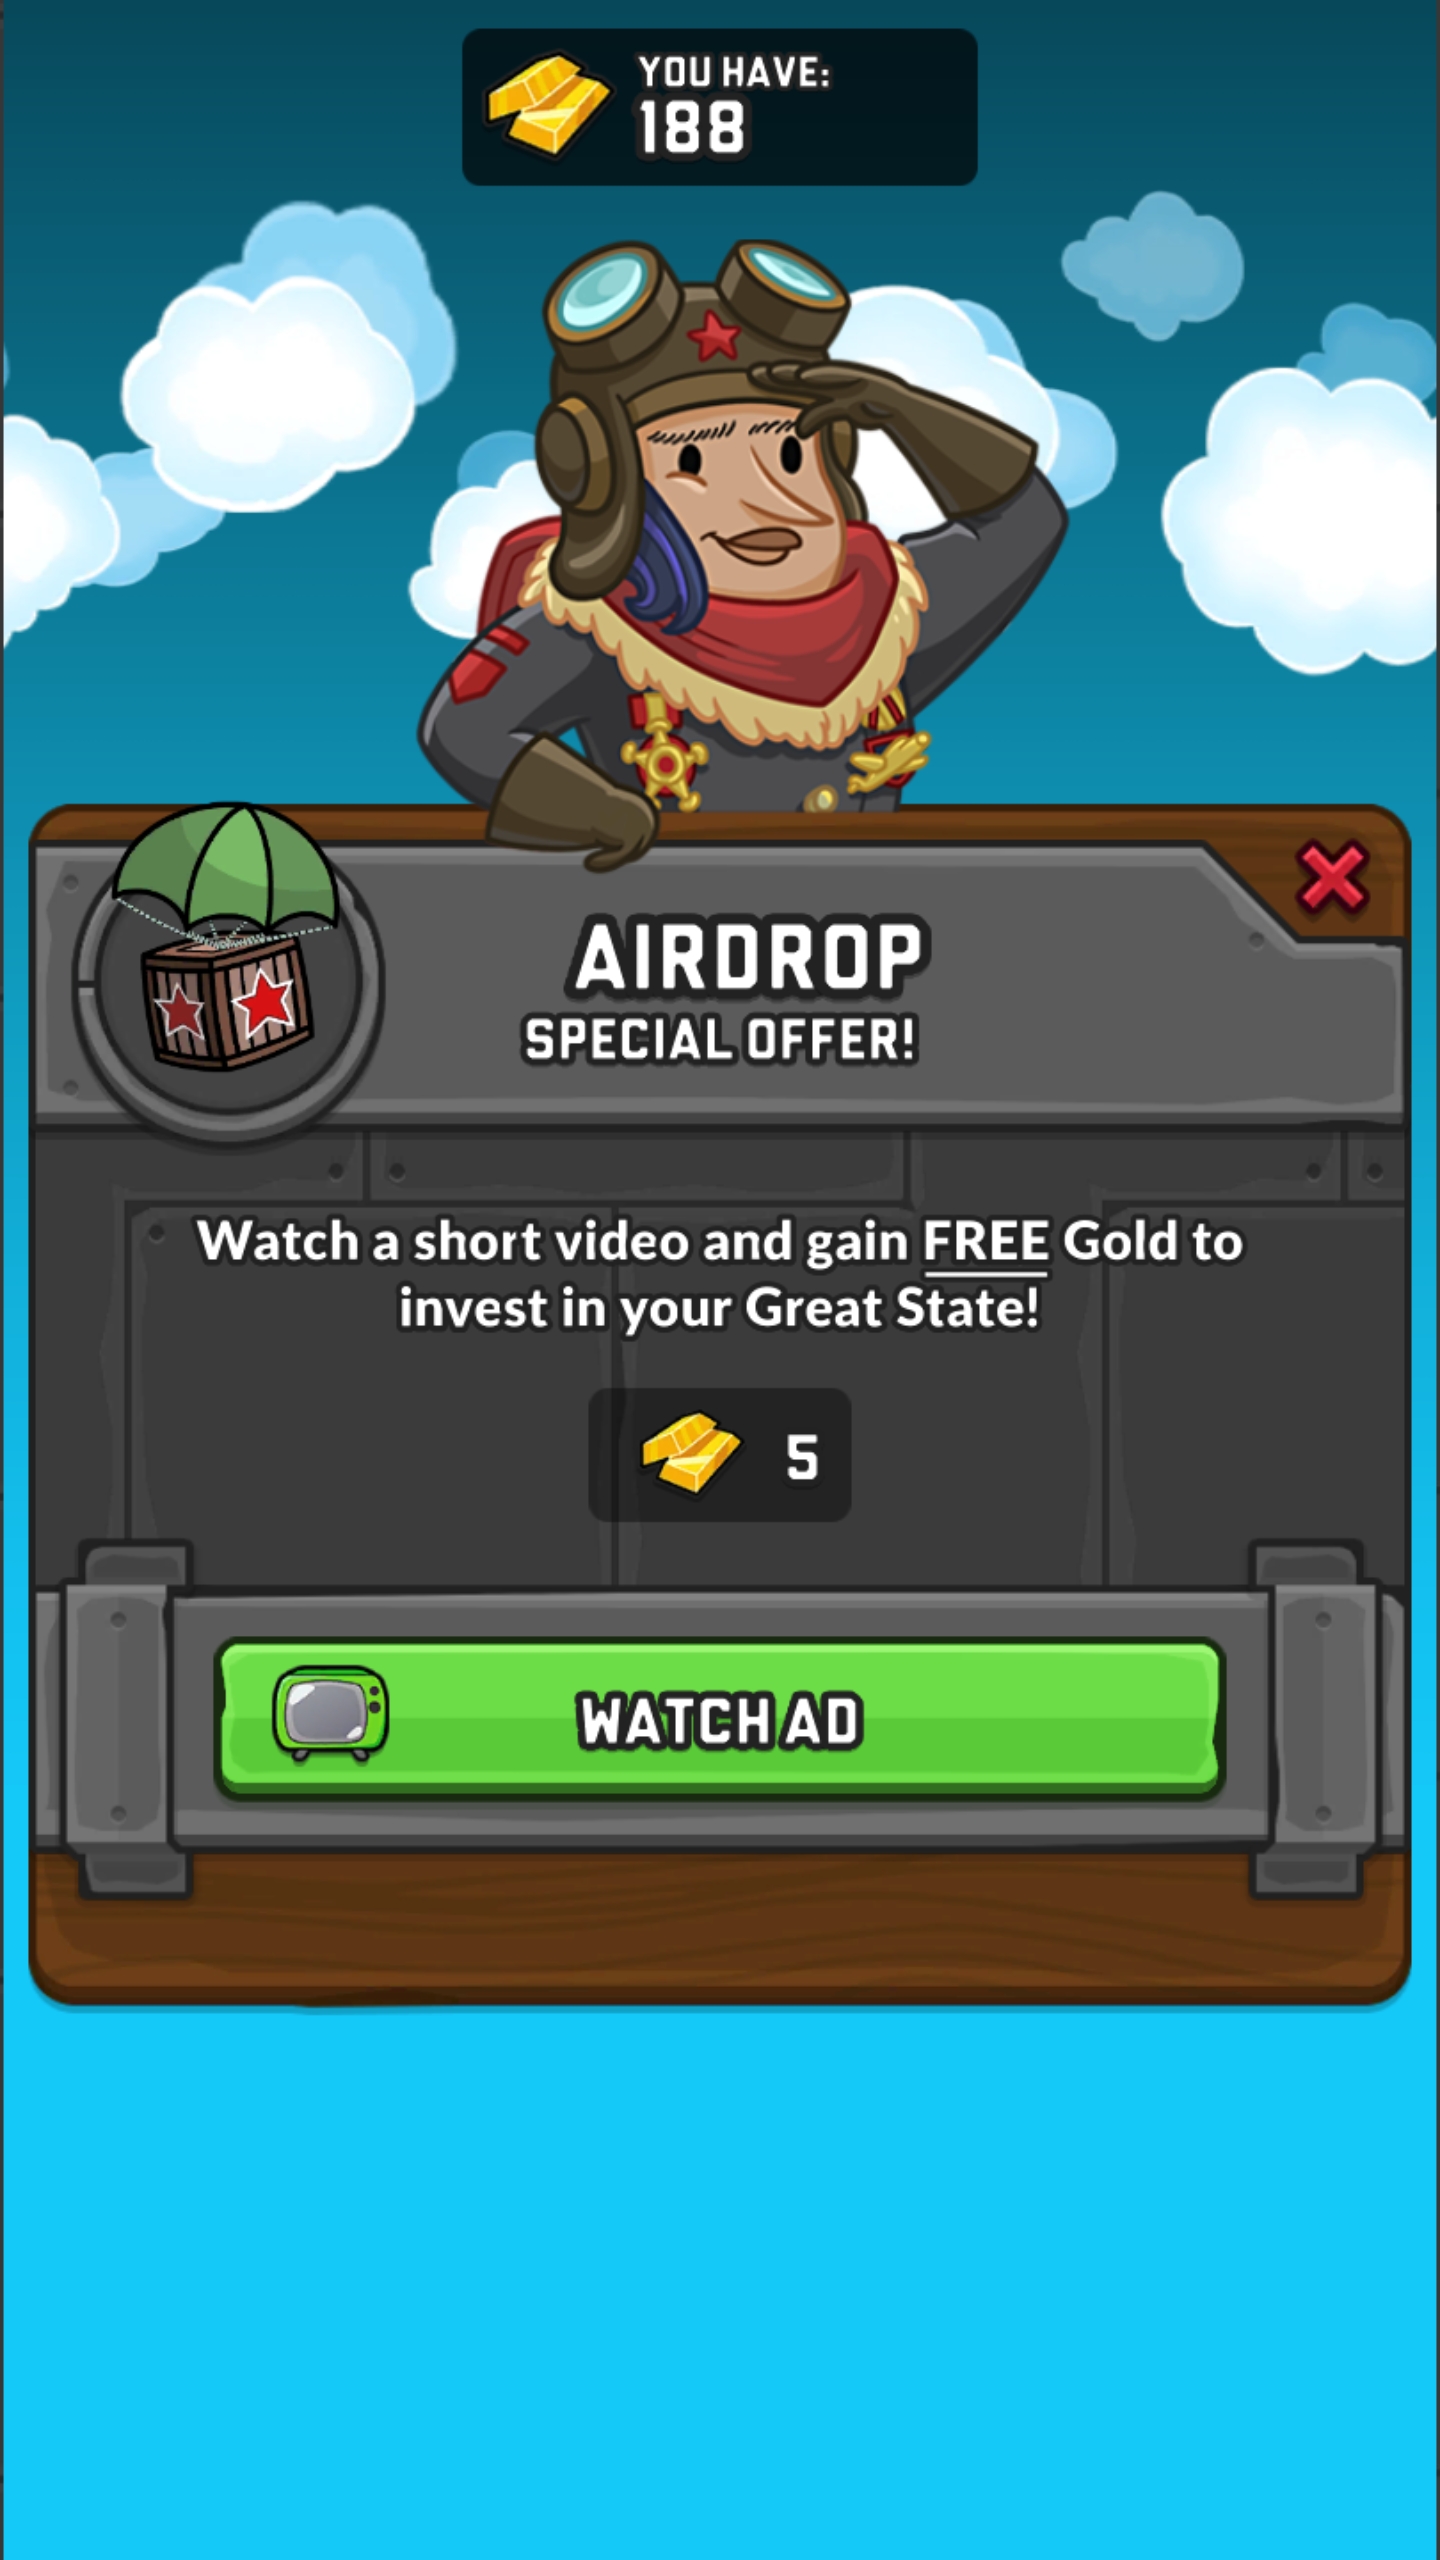 YOU HAVE:
188
AIRDROP
SPECIAL OFFER!
Watch a short video and gain FREE Gold to
invest in your Great State!
5
WATCH AD